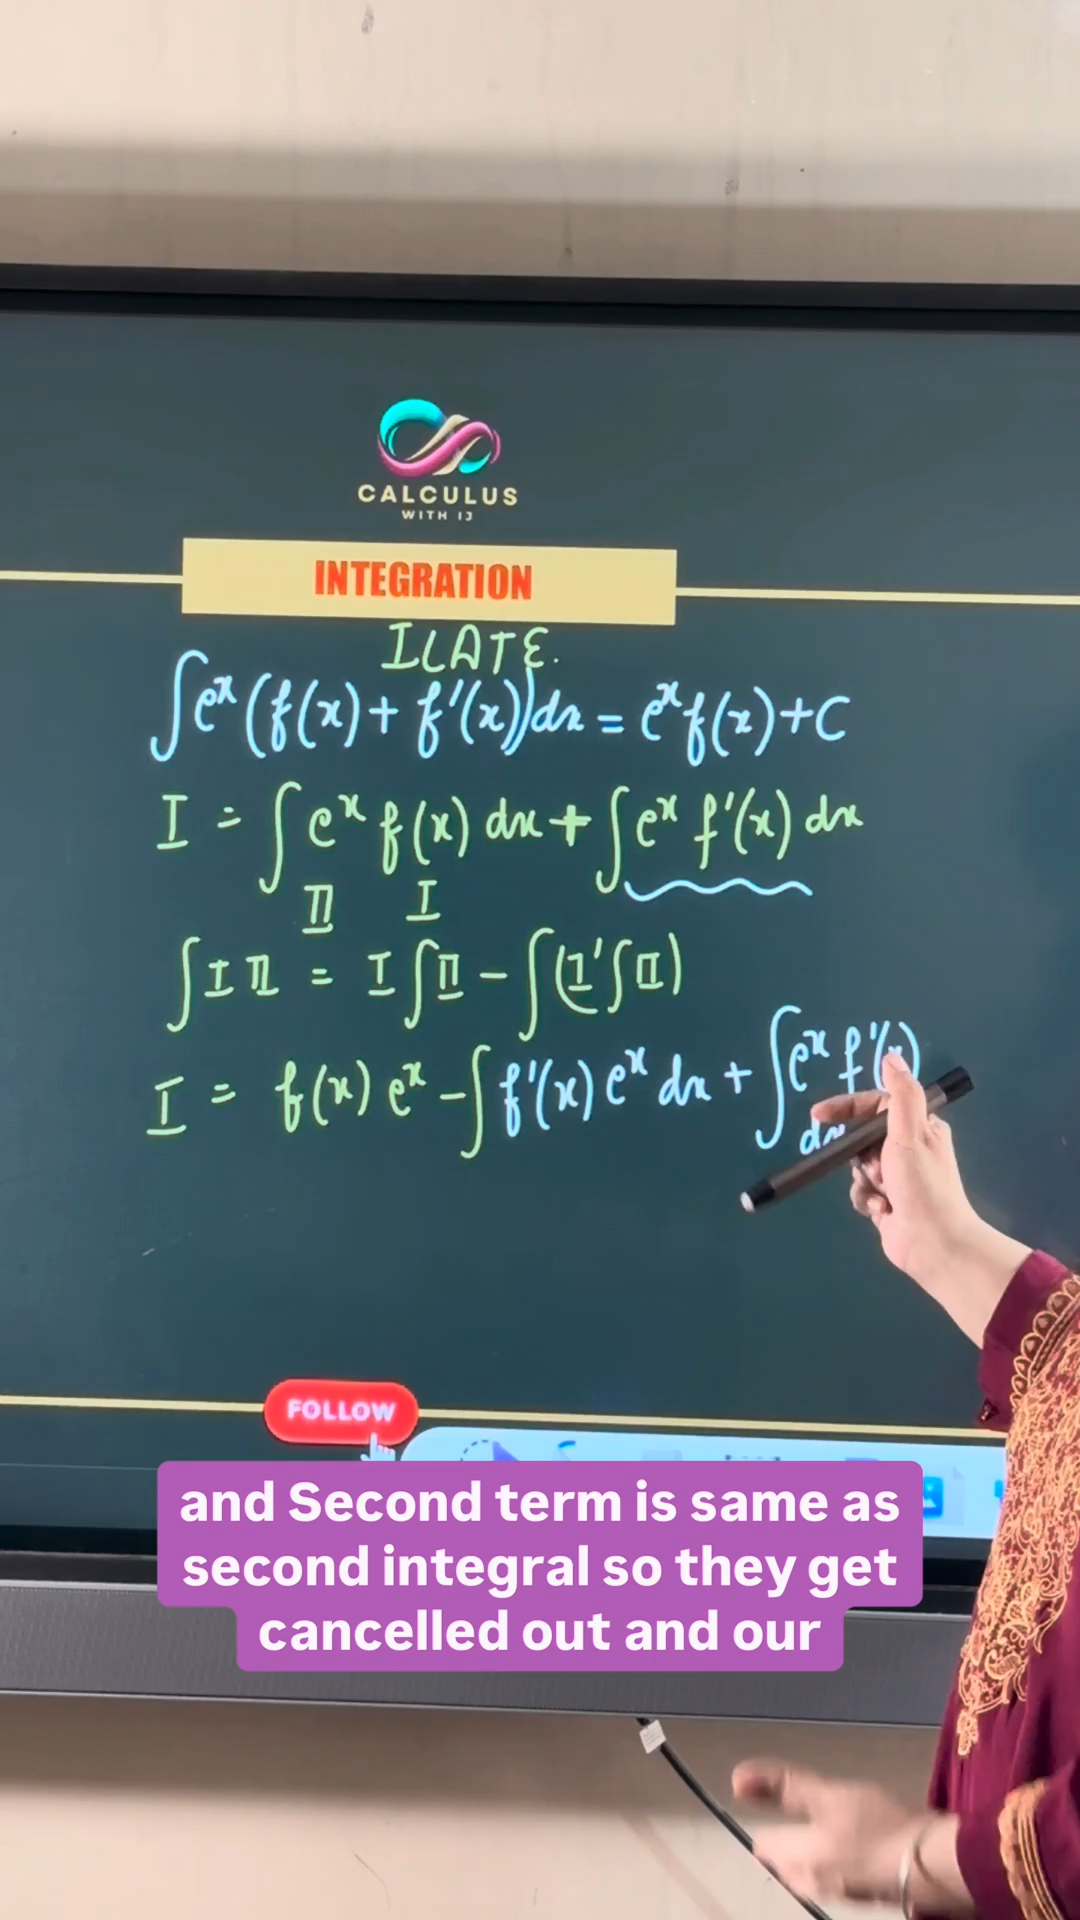 CALCULUS
WITH IJ
INTEGRATION
ILATE.
∫eˣ(f(x) + f'(x))dx = eˣf(x)+C
I = ∫eˣ f(x) dx + ∫eˣ f'(x) dx
II I
∫I II = I∫II - ∫(I'∫II)
I = f(x) eˣ - ∫f'(x) eˣ dx + ∫eˣ f'(x)
dx
FOLLOW
and Second term is same as
second integral so they get
cancelled out and our